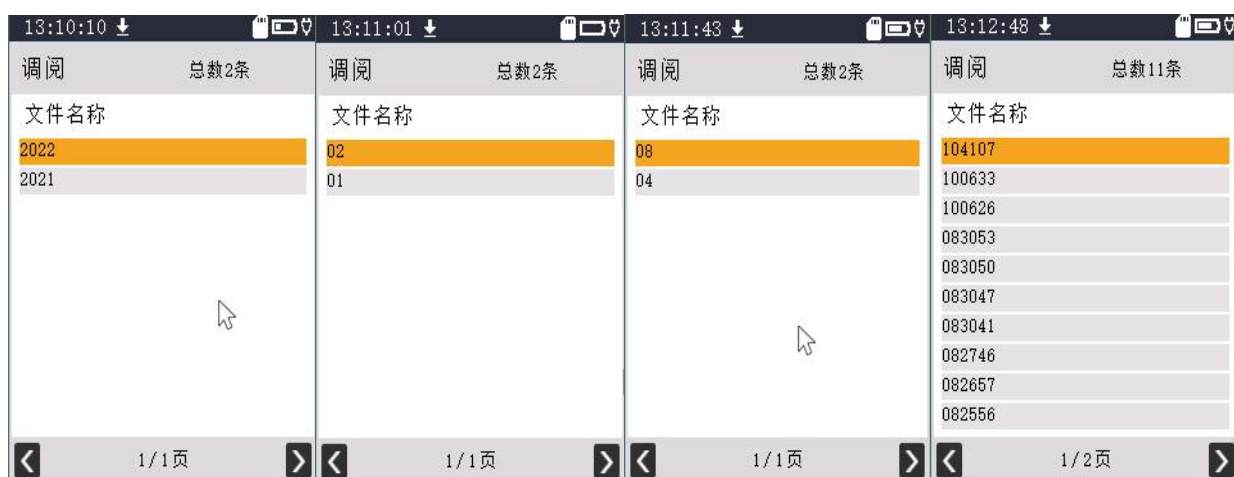 13:10:10
调阅 总数2条
文件名称
2022
2021
1/1页
13:11:01
调阅 总数2条
文件名称
02
01
1/1页
13:11:43
调阅 总数2条
文件名称
08
04
1/1页
13:12:48
调阅 总数11条
文件名称
104107
100633
100626
083053
083050
083047
083041
082746
082657
082556
1/2页